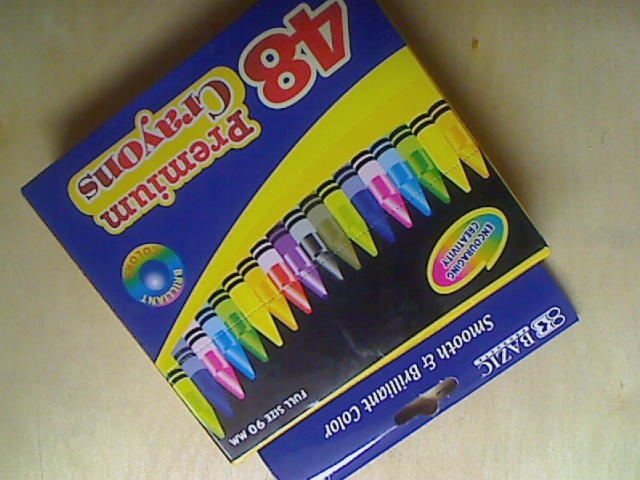 BAZIC
Smooth & Brilliant Color
FULL SIZE 90 MM
ENCOURAGING
CREATIVITY
BRILLIANT
COLOR
48
Premium
Crayons